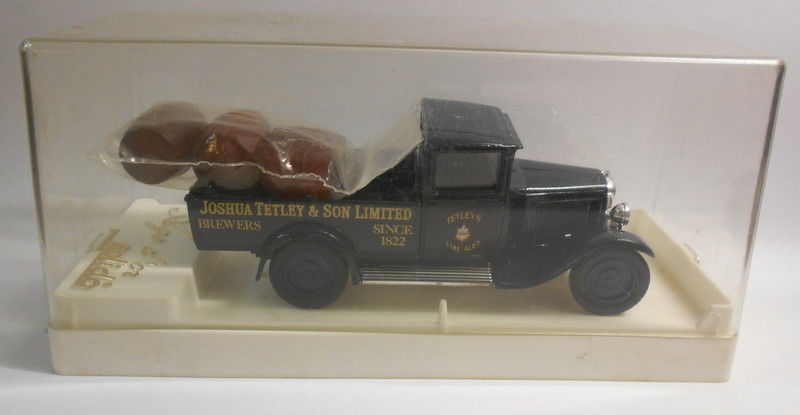 JOSHUA TETLEY & SON LIMITED
BREWERS SINCE
1822
TETLEY'S
FINE ALES